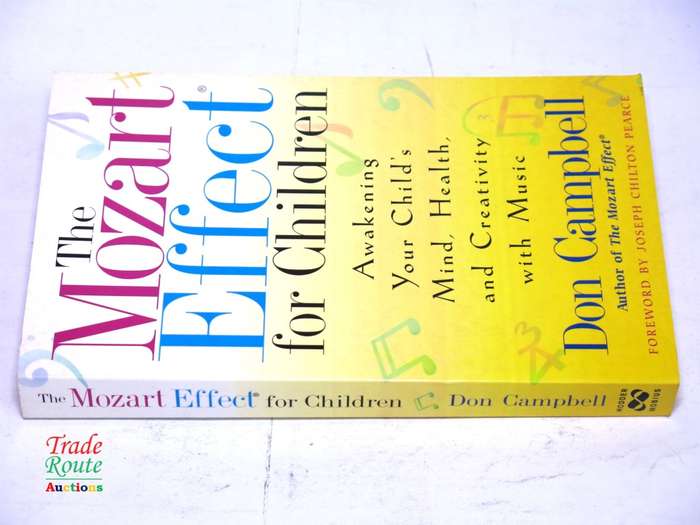 The
Mozart
Effect®
for Children
Awakening
Your Child's
Mind, Health,
and Creativity
with Music
Don Campbell
Author of The Mozart Effect®
FOREWORD BY JOSEPH CHILTON PEARCE
The Mozart Effect® for Children Don Campbell
HODDER
MOBIUS
Trade
Route
Auctions